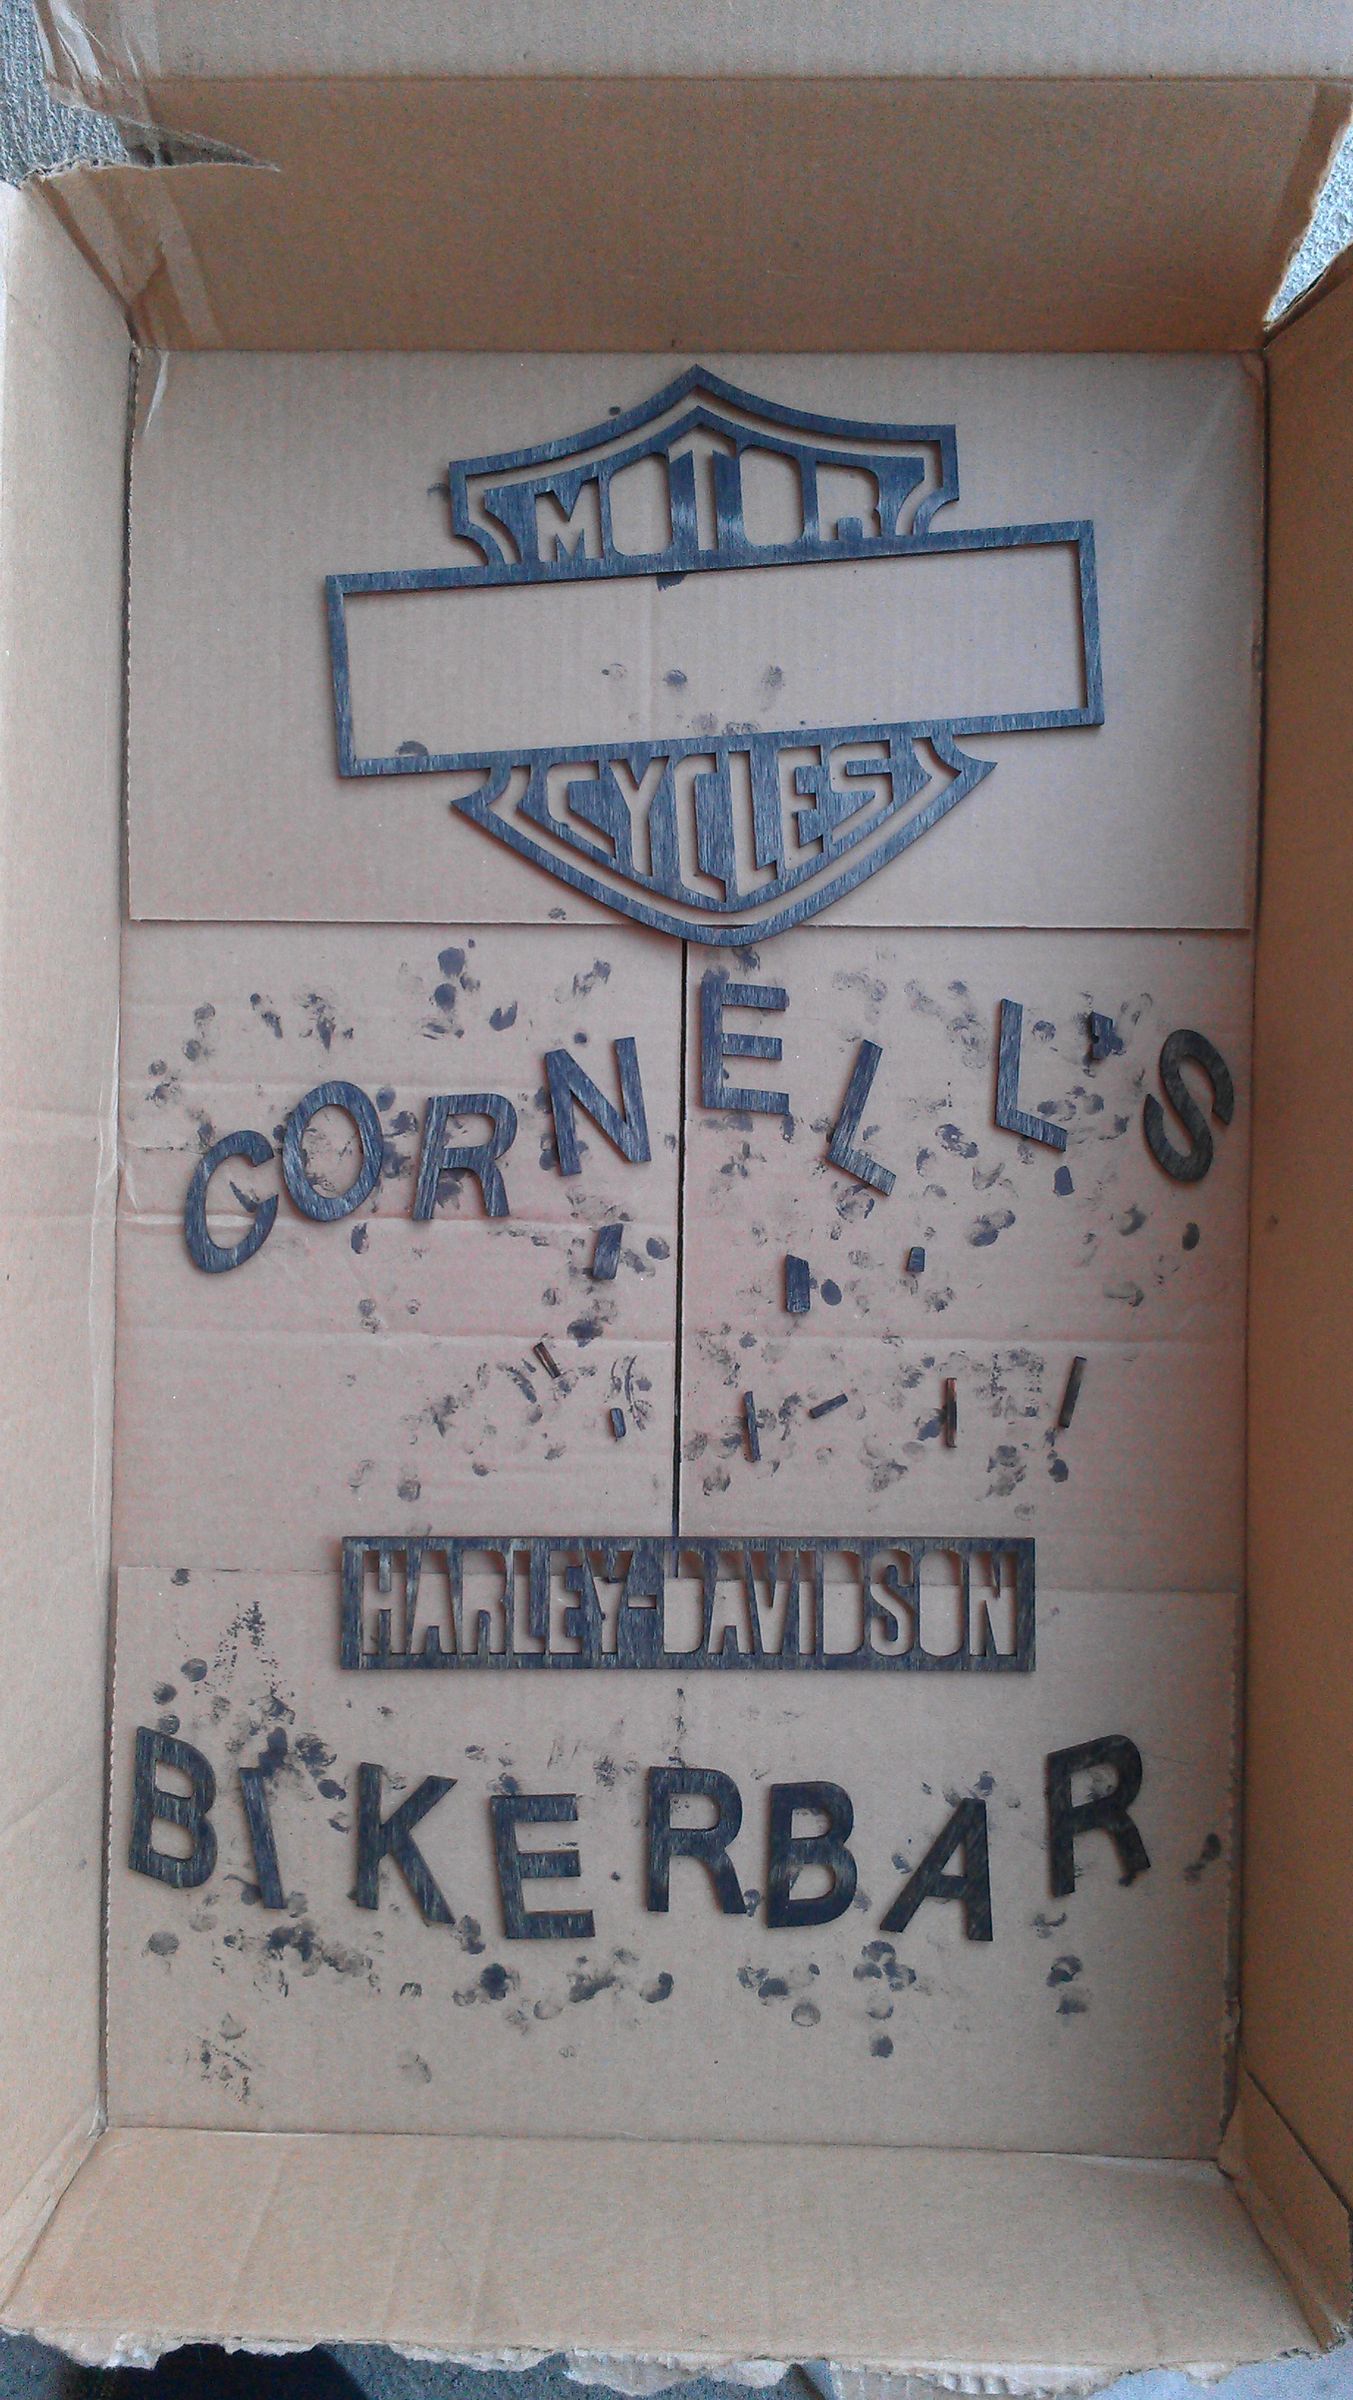 MOTOR
CYCLES
CORNELL'S
HARLEY-DAVIDSON
BIKERBAR